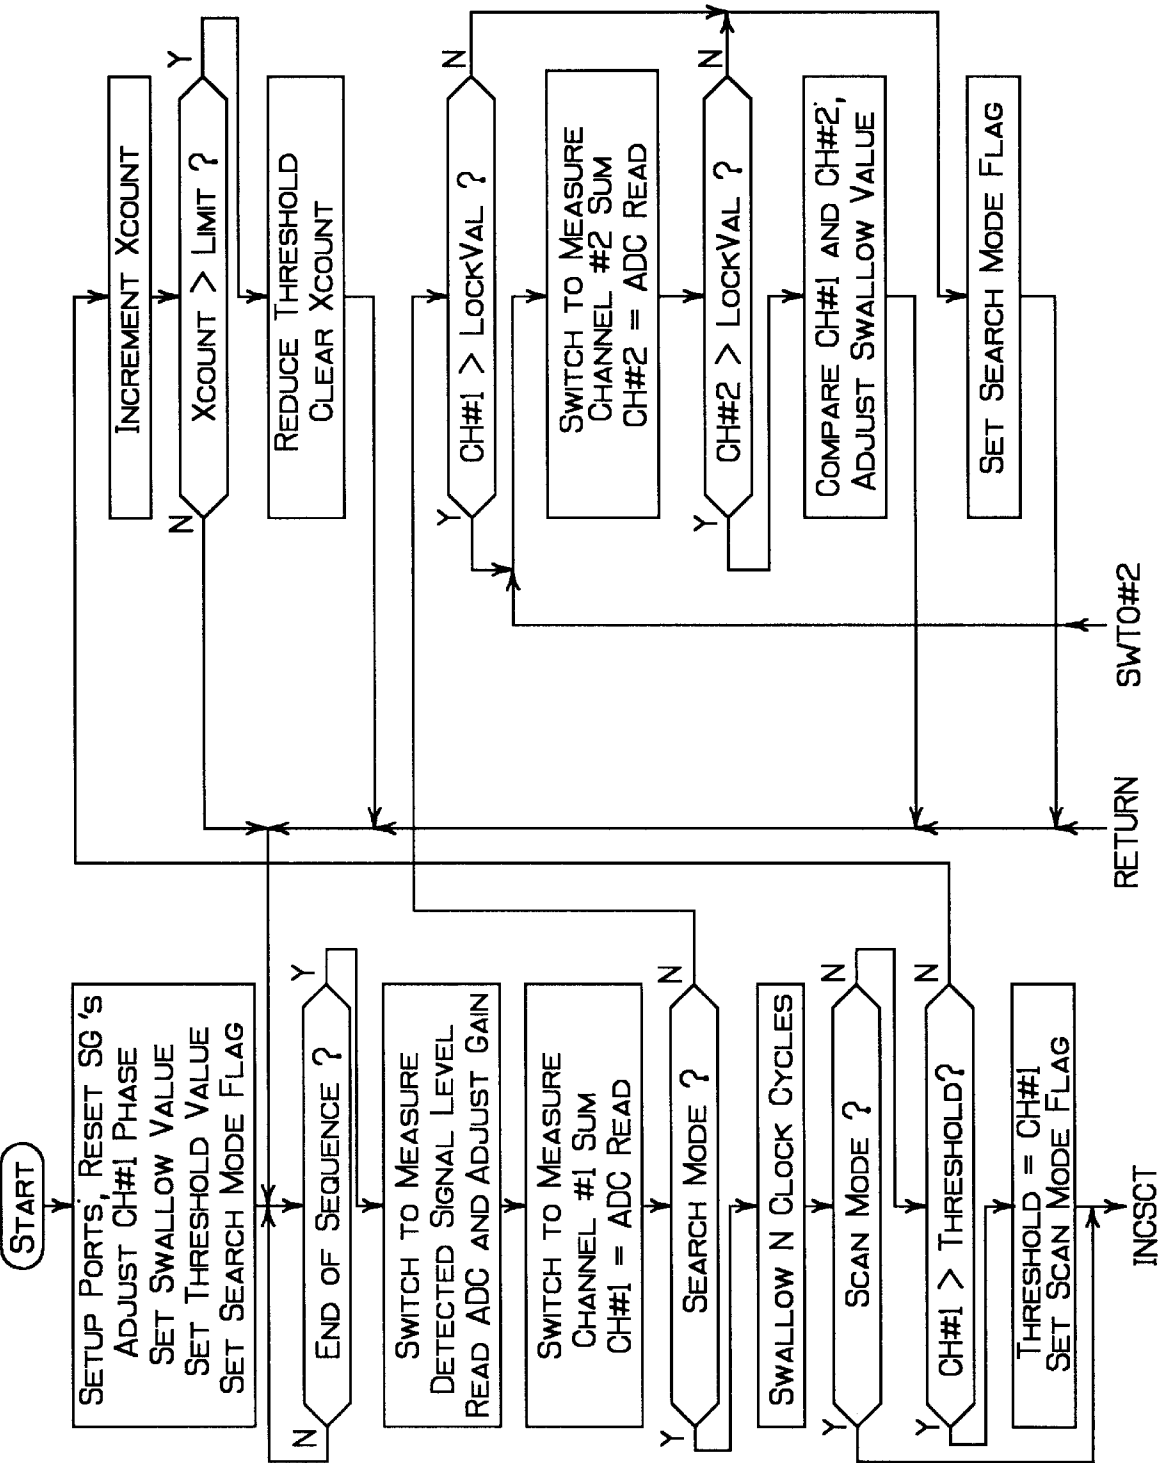 START
SETUP PORTS, RESET SG'S
ADJUST CH#1 PHASE
SET SWALLOW VALUE
SET THRESHOLD VALUE
SET SEARCH MODE FLAG
N
END OF SEQUENCE ?
Y
SWITCH TO MEASURE
DETECTED SIGNAL LEVEL
READ ADC AND ADJUST GAIN
SWITCH TO MEASURE
CHANNEL #1 SUM
CH#1 = ADC READ
Y
SEARCH MODE ?
N
SWALLOW N CLOCK CYCLES
Y
SCAN MODE ?
N
CH#1 > THRESHOLD?
Y
N
THRESHOLD = CH#1
SET SCAN MODE FLAG
INCSCT
INCREMENT XCOUNT
N
XCOUNT > LIMIT ?
Y
REDUCE THRESHOLD
CLEAR XCOUNT
Y
CH#1 > LOCKVAL ?
N
SWITCH TO MEASURE
CHANNEL #2 SUM
CH#2 = ADC READ
Y
CH#2 > LOCKVAL ?
N
COMPARE CH#1 AND CH#2,
ADJUST SWALLOW VALUE
SET SEARCH MODE FLAG
RETURN
SWTO#2